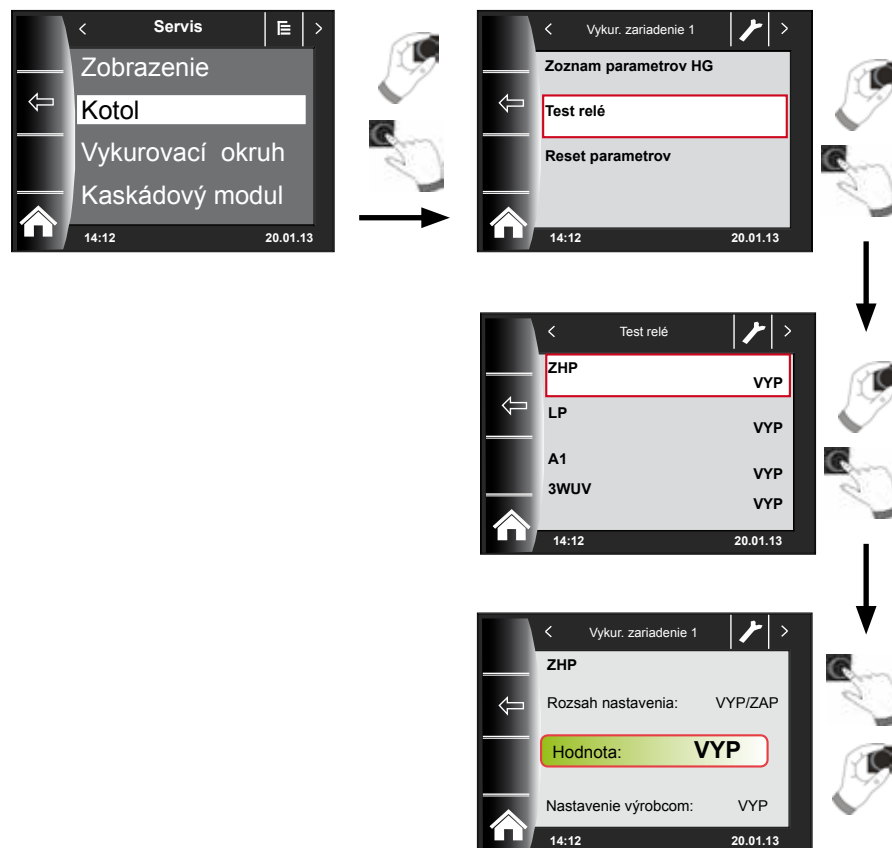 Servis
Zobrazenie
Kotol
Vykurovací okruh
Kaskádový modul
14:12 20.01.13
Vykur. zariadenie 1
Zoznam parametrov HG
Test relé
Reset parametrov
14:12 20.01.13
Test relé
ZHP
VYP
LP
VYP
A1
VYP
3WUV
VYP
14:12 20.01.13
Vykur. zariadenie 1
ZHP
Rozsah nastavenia: VYP/ZAP
Hodnota: VYP
Nastavenie výrobcom: VYP
14:12 20.01.13